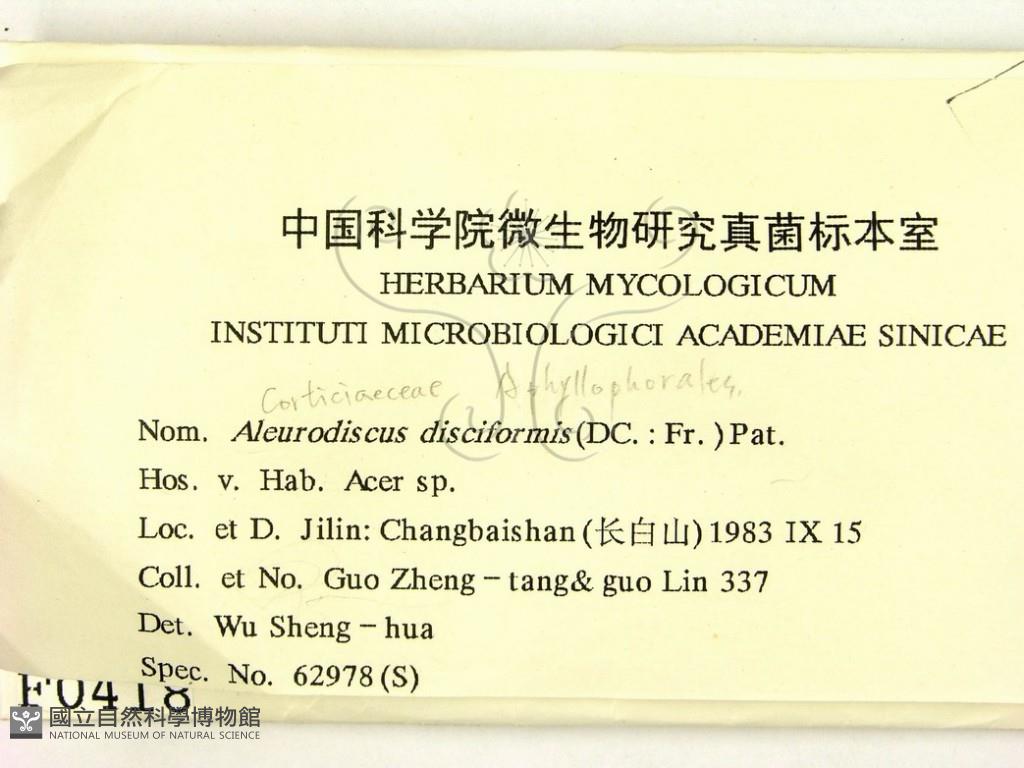 中国科学院微生物研究真菌标本室
HERBARIUM MYCOLOGICUM
INSTITUTI MICROBIOLOGICI ACADEMIAE SINICAE
Corticiaeceae Aphyllophorales.
Nom. Aleurodiscus disciformis (DC. : Fr. ) Pat.
Hos. v. Hab. Acer sp.
Loc. et D. Jilin: Changbaishan (长白山) 1983 IX 15
Coll. et No. Guo Zheng-tang& guo Lin 337
Det. Wu Sheng-hua
Spec. No. 62978 (S)
F0418
國立自然科學博物館
NATIONAL MUSEUM OF NATURAL SCIENCE